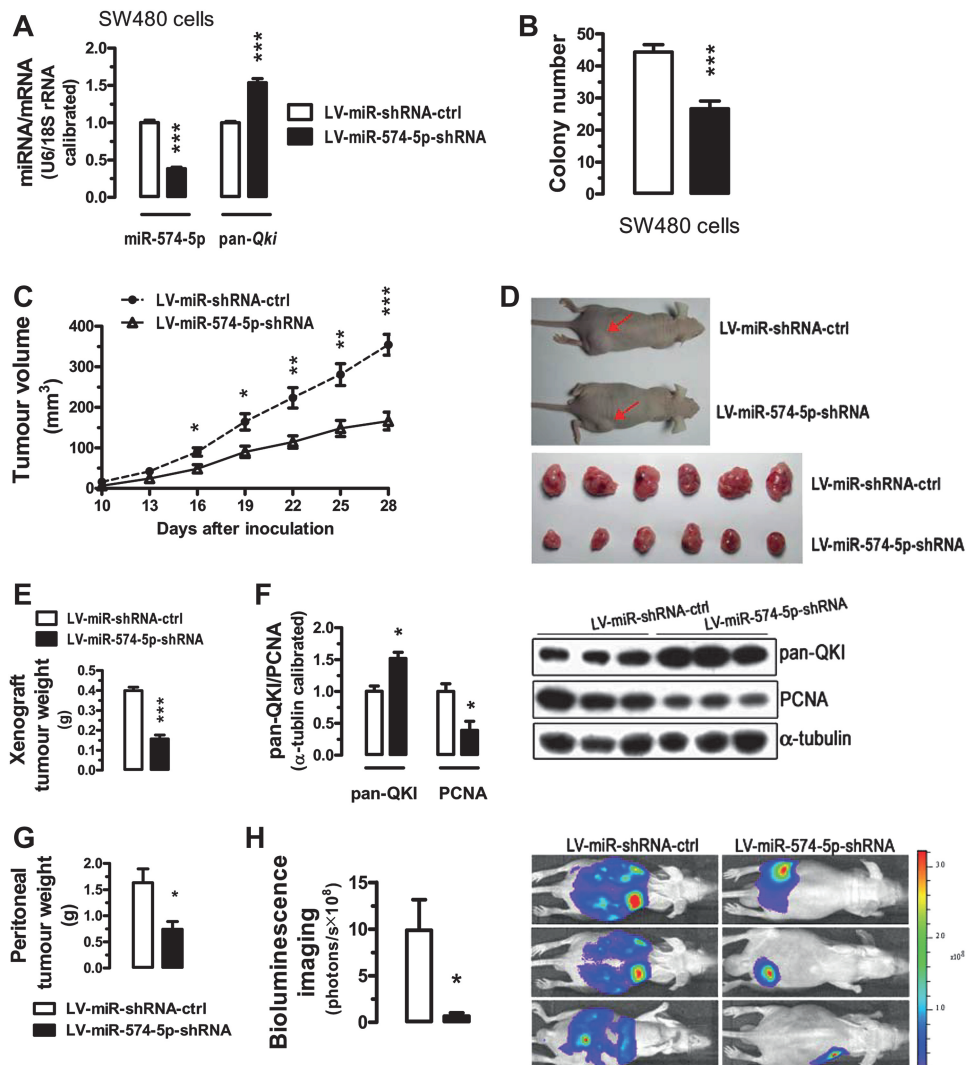 A
SW480 cells
miRNA/mRNA
(U6/18S rRNA
calibrated)
2.0
1.5
1.0
0.5
0.0
***
***
miR-574-5p
pan-Qki
LV-miR-shRNA-ctrl
LV-miR-574-5p-shRNA
B
Colony number
50
40
30
20
10
0
***
SW480 cells
C
LV-miR-shRNA-ctrl
LV-miR-574-5p-shRNA
Tumour volume
(mm³)
400
300
200
100
0
*
*
**
**
***
10 13 16 19 22 25 28
Days after inoculation
D
LV-miR-shRNA-ctrl
LV-miR-574-5p-shRNA
LV-miR-shRNA-ctrl
LV-miR-574-5p-shRNA
E
LV-miR-shRNA-ctrl
LV-miR-574-5p-shRNA
Xenograft
tumour weight
(g)
0.5
0.4
0.3
0.2
0.1
0.0
***
F
pan-QKI/PCNA
(α-tublin calibrated)
2.0
1.5
1.0
0.5
0.0
*
*
pan-QKI
PCNA
LV-miR-shRNA-ctrl
LV-miR-574-5p-shRNA
pan-QKI
PCNA
α-tubulin
G
Peritoneal
tumour weight
(g)
2.0
1.5
1.0
0.5
0.0
*
LV-miR-shRNA-ctrl
LV-miR-574-5p-shRNA
H
Bioluminescence
imaging
(photons/s×10⁸)
15
10
5
0
*
LV-miR-shRNA-ctrl
LV-miR-574-5p-shRNA
30
20
10